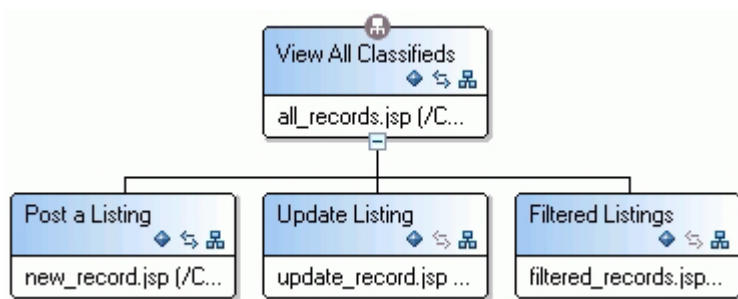 View All Classifieds
all_records.jsp (/C...
Post a Listing
new_record.jsp (/C...
Update Listing
update_record.jsp ...
Filtered Listings
filtered_records.jsp...